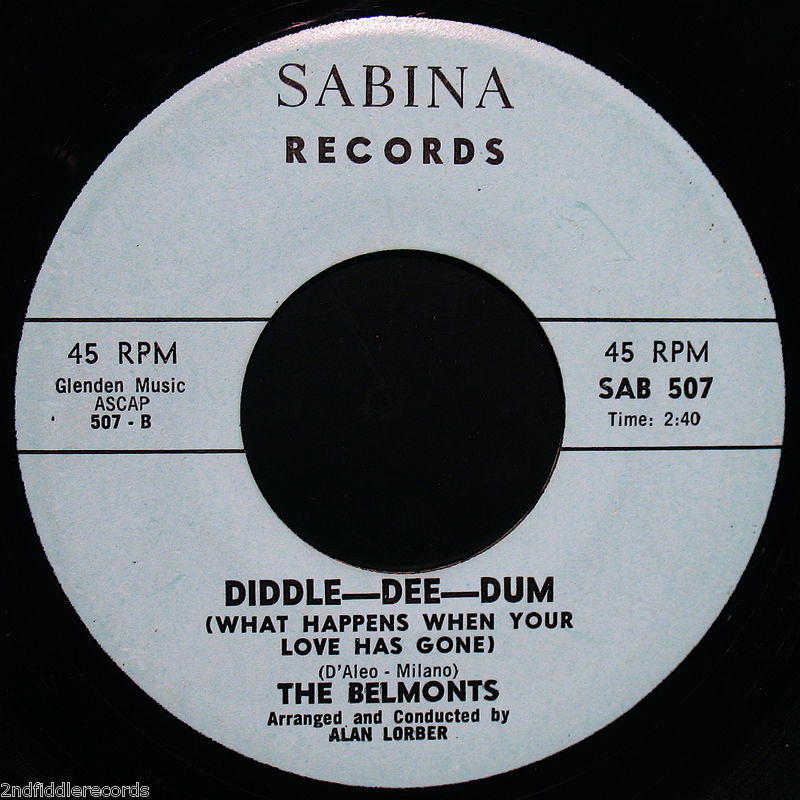 SABINA
RECORDS
45 RPM
Glenden Music
ASCAP
507 - B
45 RPM
SAB 507
Time: 2:40
DIDDLE—DEE—DUM
(WHAT HAPPENS WHEN YOUR
LOVE HAS GONE)
(D'Aleo - Milano)
THE BELMONTS
Arranged and Conducted by
ALAN LORBER
2ndfiddlerecords